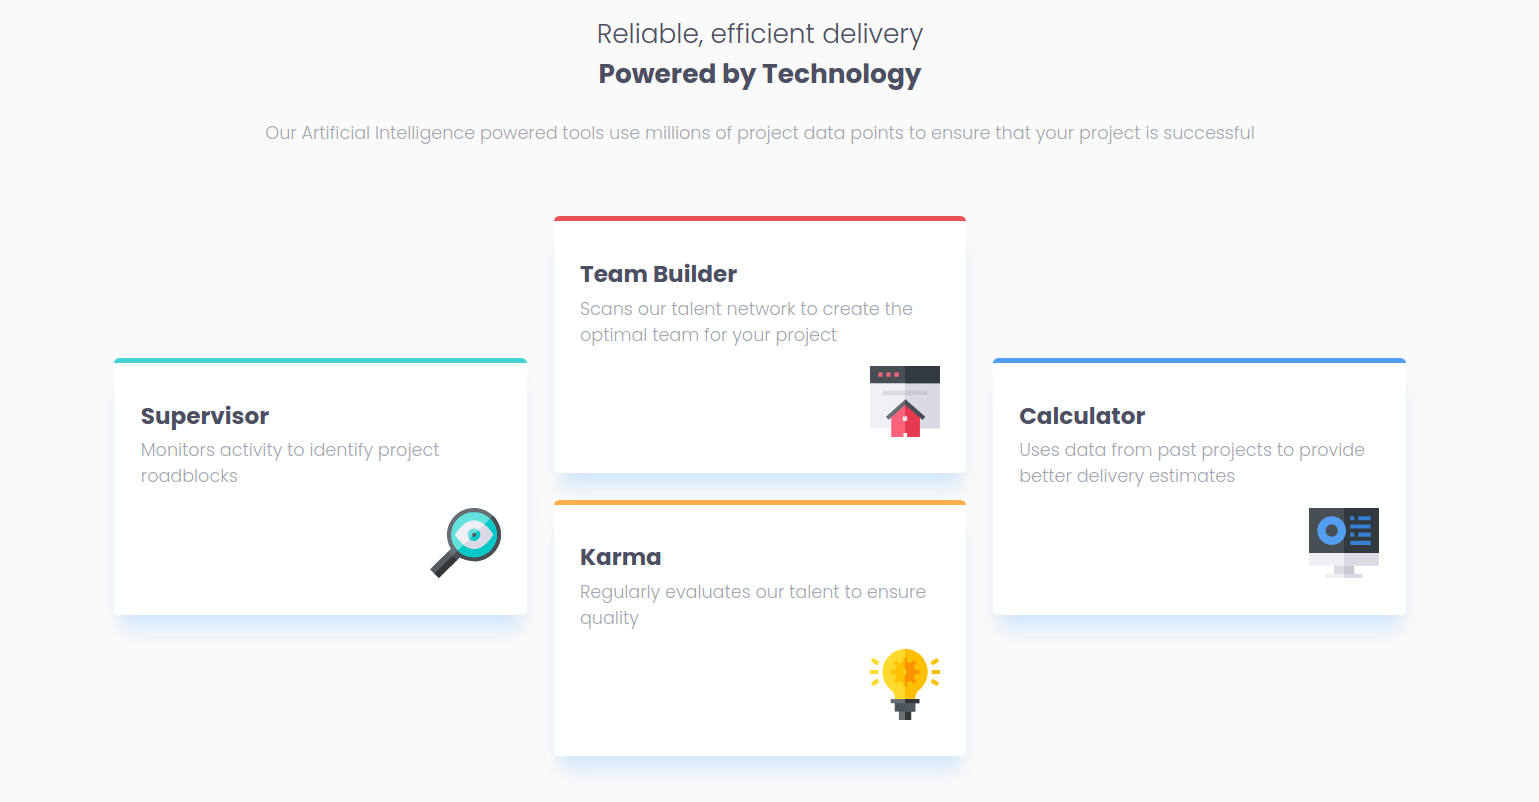 Reliable, efficient delivery
Powered by Technology
Our Artificial Intelligence powered tools use millions of project data points to ensure that your project is successful
Supervisor
Monitors activity to identify project
roadblocks
Team Builder
Scans our talent network to create the
optimal team for your project
Karma
Regularly evaluates our talent to ensure
quality
Calculator
Uses data from past projects to provide
better delivery estimates